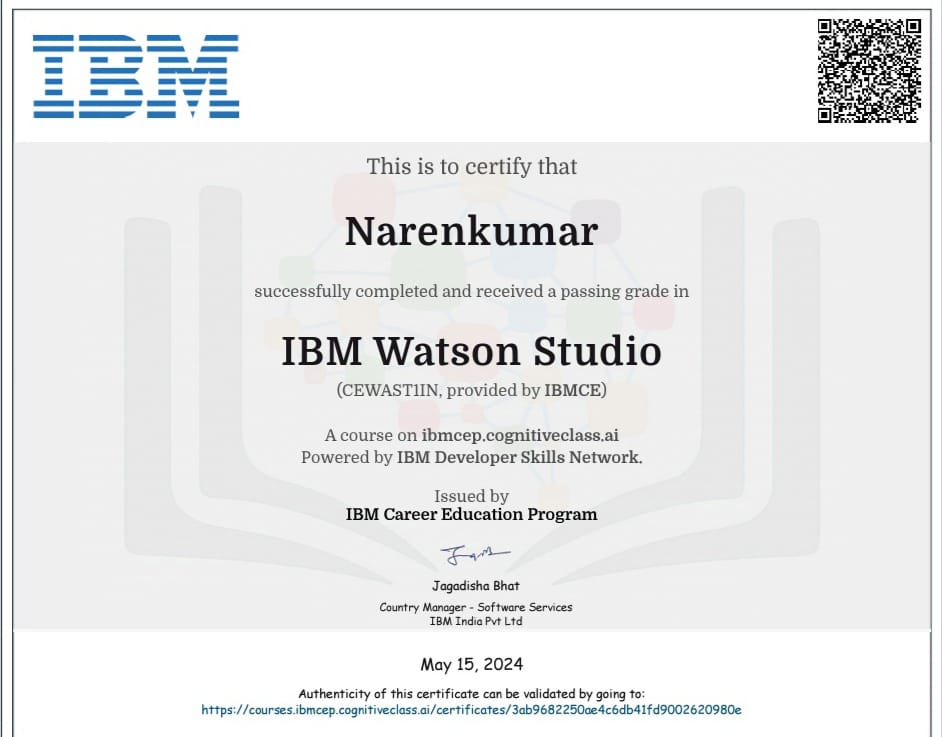 IBM
This is to certify that
Narenkumar
successfully completed and received a passing grade in
IBM Watson Studio
(CEWAST1IN, provided by IBMCE)
A course on ibmcep.cognitiveclass.ai
Powered by IBM Developer Skills Network.
Issued by
IBM Career Education Program
Jagadisha Bhat
Country Manager - Software Services
IBM India Pvt Ltd
May 15, 2024
Authenticity of this certificate can be validated by going to:
https://courses.ibmcep.cognitiveclass.ai/certificates/3ab9682250ae4c6db41fd9002620980e